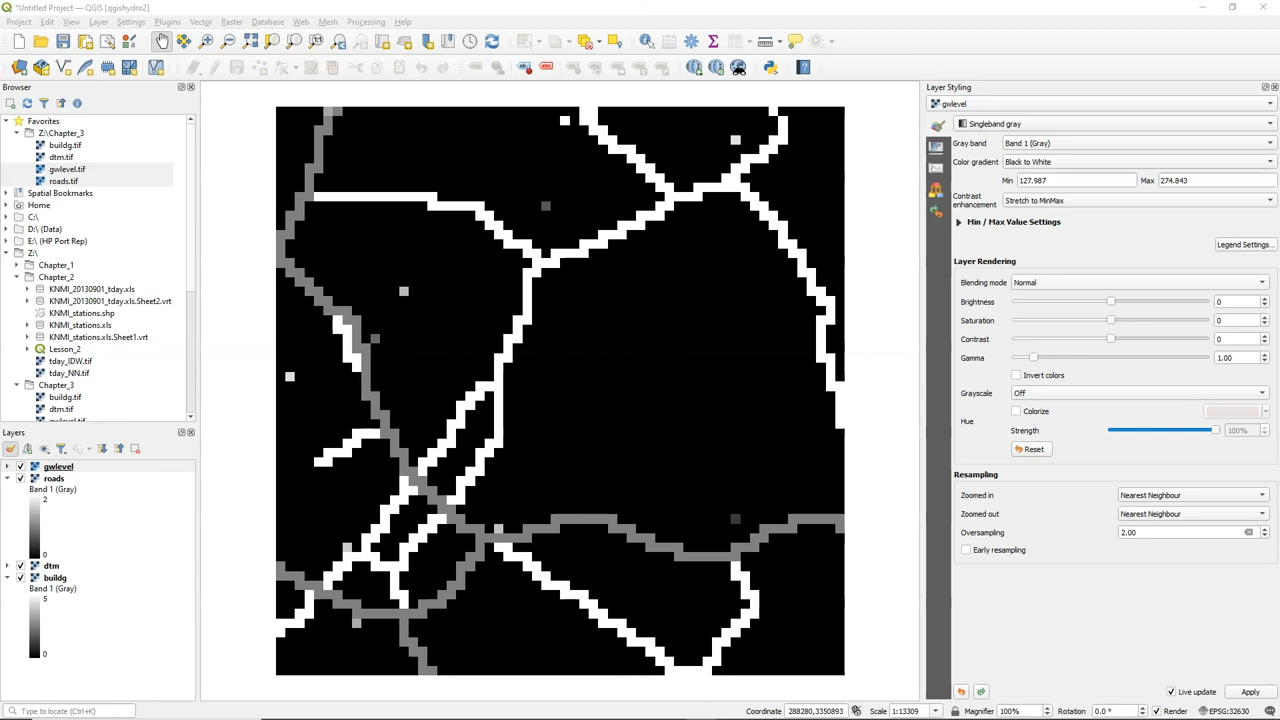 *Untitled Project — QGIS [qgishydro2]
Project Edit View Layer Settings Plugins Vector Raster Database Web Mesh Processing Help
Browser
Favorites
Z:\Chapter_3
buildg.tif
dtm.tif
gwlevel.tif
roads.tif
Spatial Bookmarks
Home
C:\
D:\ (Data)
E:\ (HP Port Rep)
Z:\
Chapter_1
Chapter_2
KNMI_20130901_tday.xls
KNMI_20130901_tday.xls.Sheet2.vrt
KNMI_stations.shp
KNMI_stations.xls
KNMI_stations.xls.Sheet1.vrt
Lesson_2
tday_IDW.tif
tday_NN.tif
Chapter_3
buildg.tif
dtm.tif
gwlevel.tif
Layers
gwlevel
roads
Band 1 (Gray)
2
0
dtm
buildg
Band 1 (Gray)
5
0
Layer Styling
gwlevel
Singleband gray
Gray band Band 1 (Gray)
Color gradient Black to White
Min 127.987 Max 274.843
Contrast enhancement Stretch to MinMax
Min / Max Value Settings
Legend Settings...
Layer Rendering
Blending mode Normal
Brightness 0
Saturation 0
Contrast 0
Gamma 1.00
Invert colors
Grayscale Off
Hue Colorize
Strength 100%
Reset
Resampling
Zoomed in Nearest Neighbour
Zoomed out Nearest Neighbour
Oversampling 2.00
Early resampling
Live update Apply
Type to locate (Ctrl+K) Coordinate 288280,3350893 Scale 1:13309 Magnifier 100% Rotation 0.0 ° Render EPSG:32630